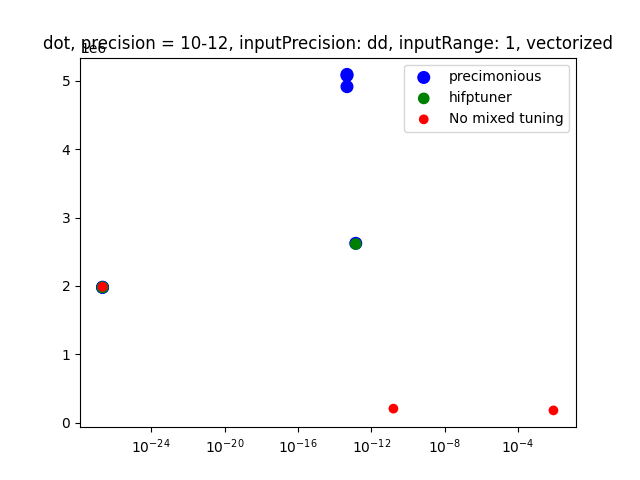 dot, precision = 10-12, inputPrecision: dd, inputRange: 1, vectorized
1e6
precimonious
hifptuner
No mixed tuning
5
4
3
2
1
0
10^-24 10^-20 10^-16 10^-12 10^-8 10^-4